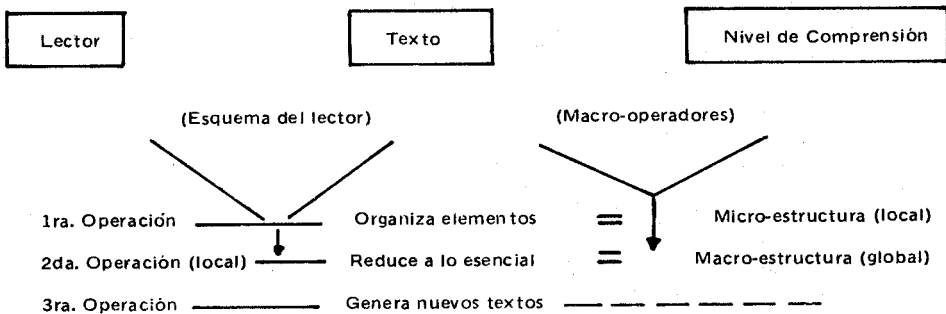 Lector Texto Nivel de Comprensión
(Esquema del lector) (Macro-operadores)
1ra. Operación Organiza elementos = Micro-estructura (local)
2da. Operación (local) Reduce a lo esencial = Macro-estructura (global)
3ra. Operación Genera nuevos textos